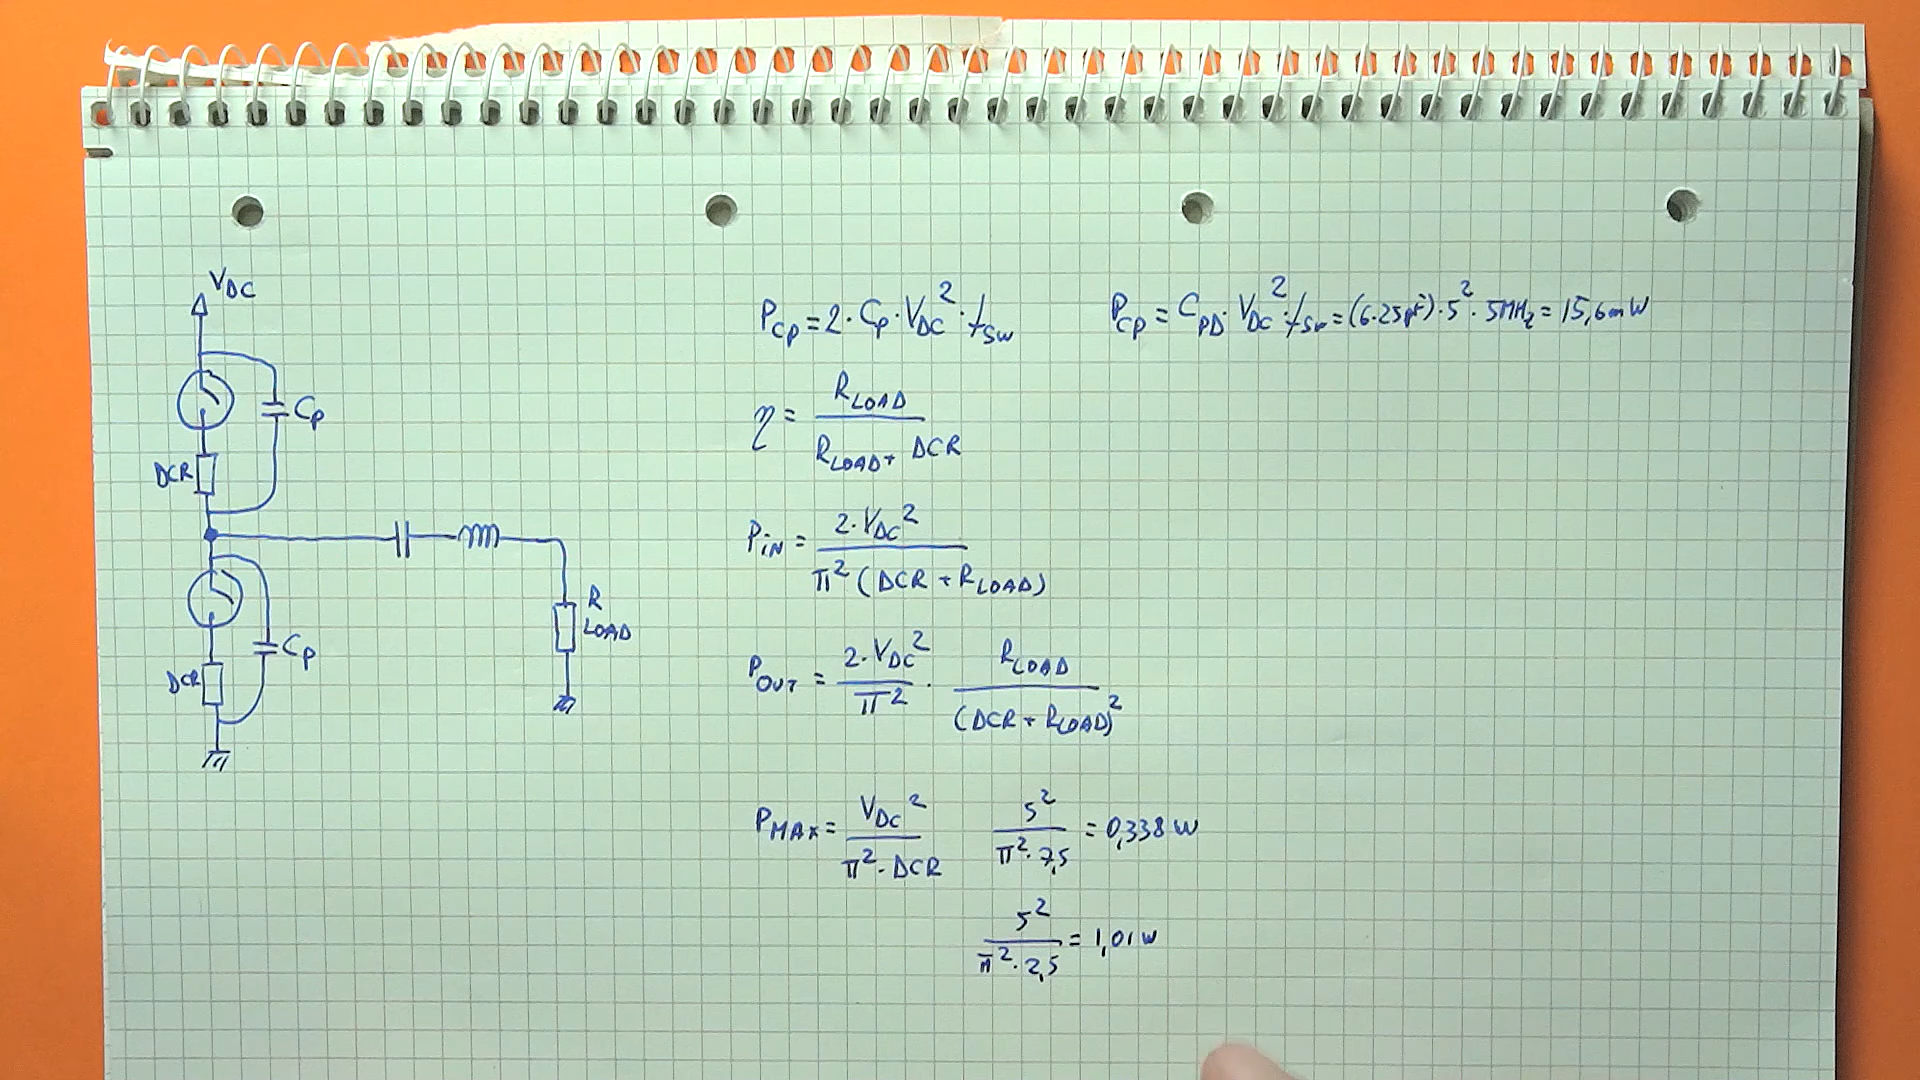 VDC
Cp
DCR
R
LOAD
Cp
DCR
PCP = 2 · Cp · VDC² · fSW
PCP = CPD · VDC² · fSW = (6·25pF) · 5² · 5MHz = 15,6mW
η = RLOAD / (RLOAD + DCR)
PiN = 2·VDC² / π² (DCR + RLOAD)
POUT = 2·VDC² / π² · RLOAD / (DCR + RLOAD)²
PMAX = VDC² / π² · DCR
5² / π² · 7,5 = 0,338 W
5² / π² · 2,5 = 1,01 W